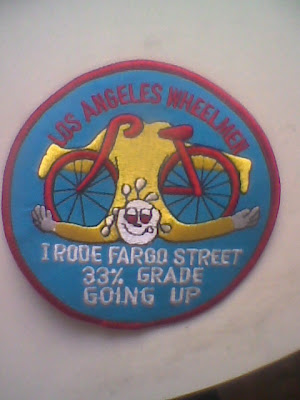 LOS ANGELES WHEELMEN
I RODE FARGO STREET
33% GRADE
GOING UP